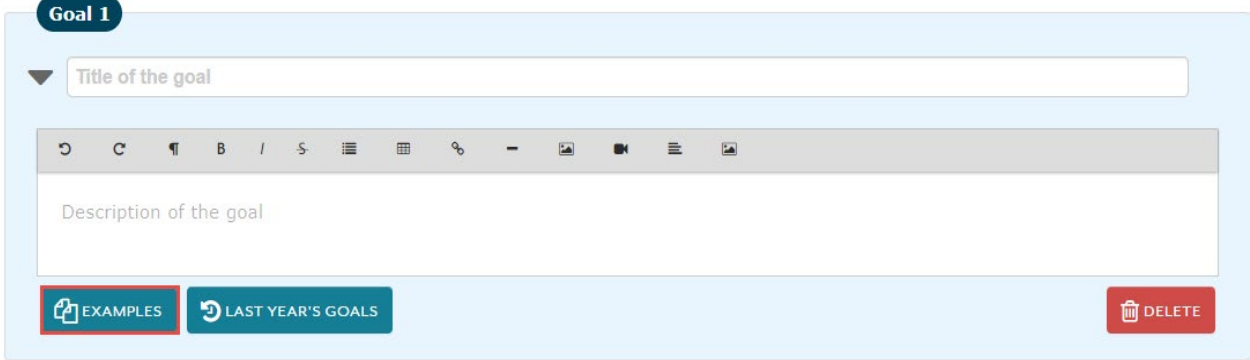 Goal 1
Title of the goal
B I S
Description of the goal
EXAMPLES LAST YEAR'S GOALS DELETE